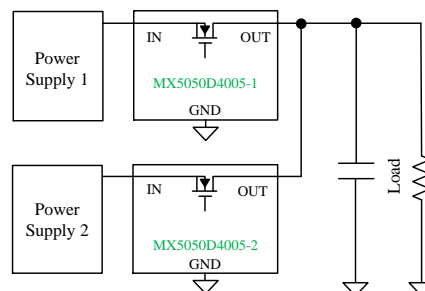 Power
Supply 1
IN
OUT
MX5050D4005-1
GND
Power
Supply 2
IN
OUT
MX5050D4005-2
GND
Load